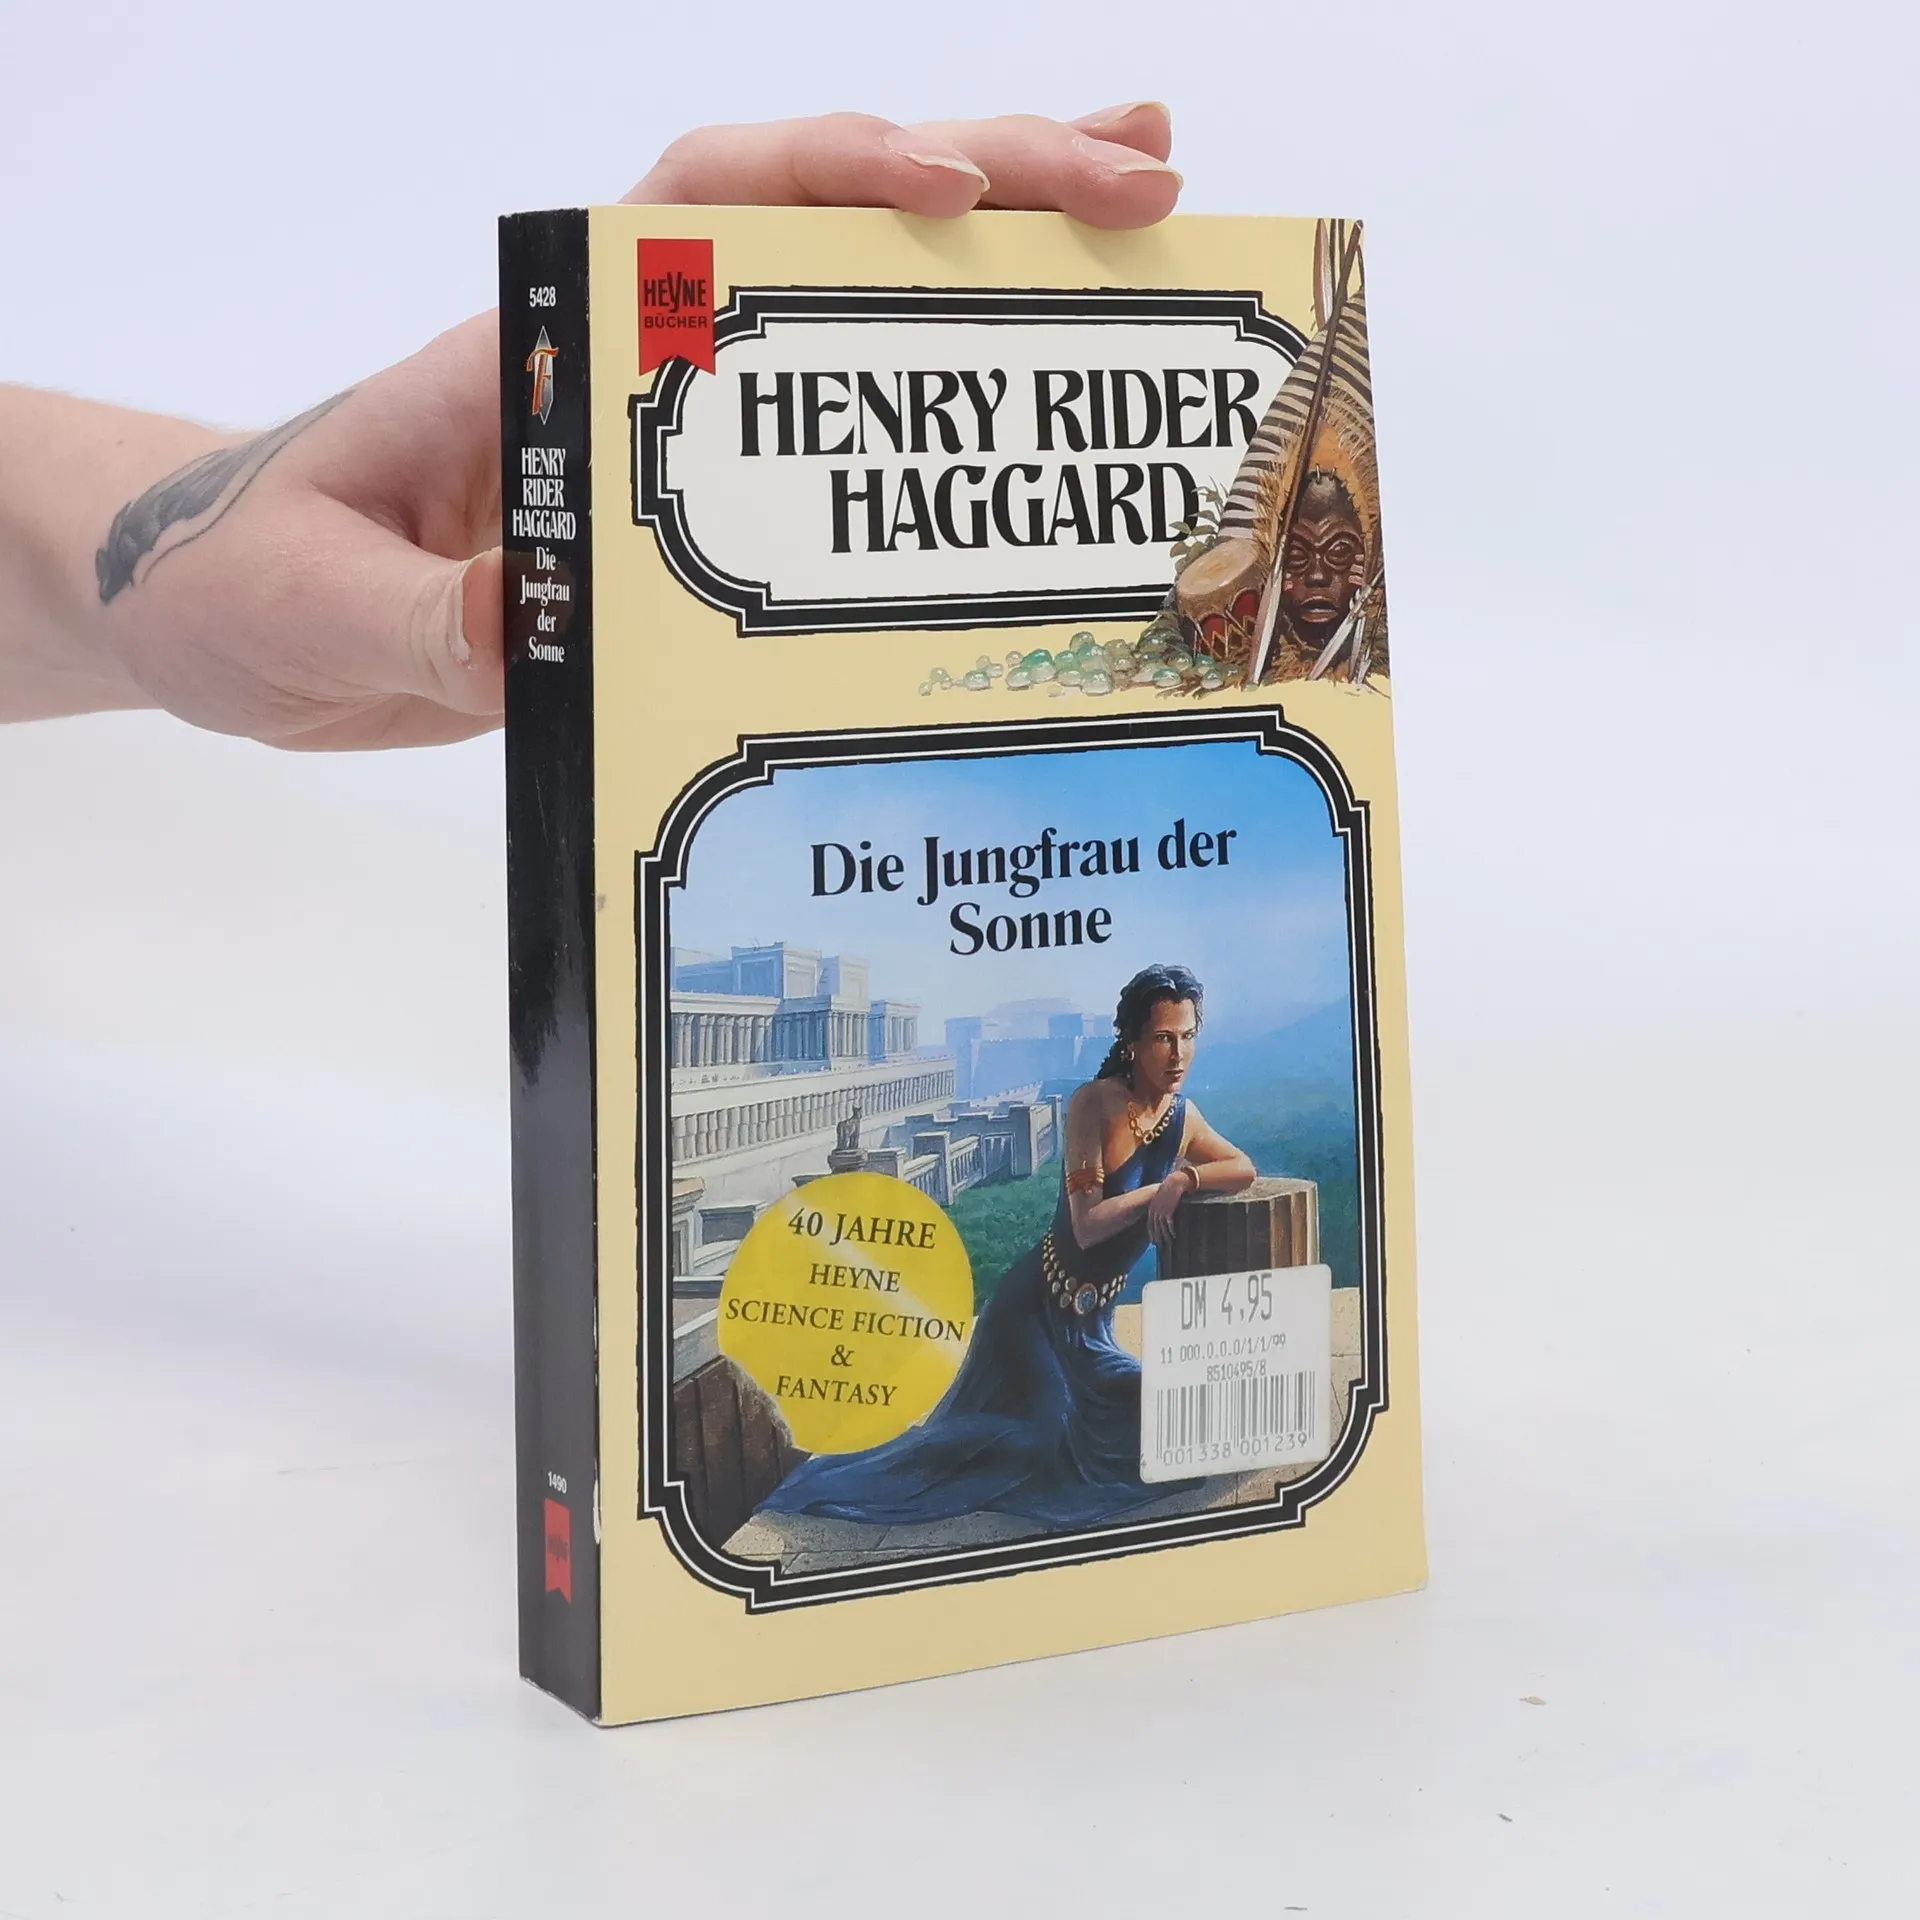 5428
F
HENRY
RIDER
HAGGARD
Die
Jungfrau
der
Sonne
1490
HEYNE
HEYNE
BÜCHER
HENRY RIDER
HAGGARD
Die Jungfrau der
Sonne
40 JAHRE
HEYNE
SCIENCE FICTION
&
FANTASY
DM 4,95
11 000.0.0.0/1/1/99
8510495/8
4 001338 001239